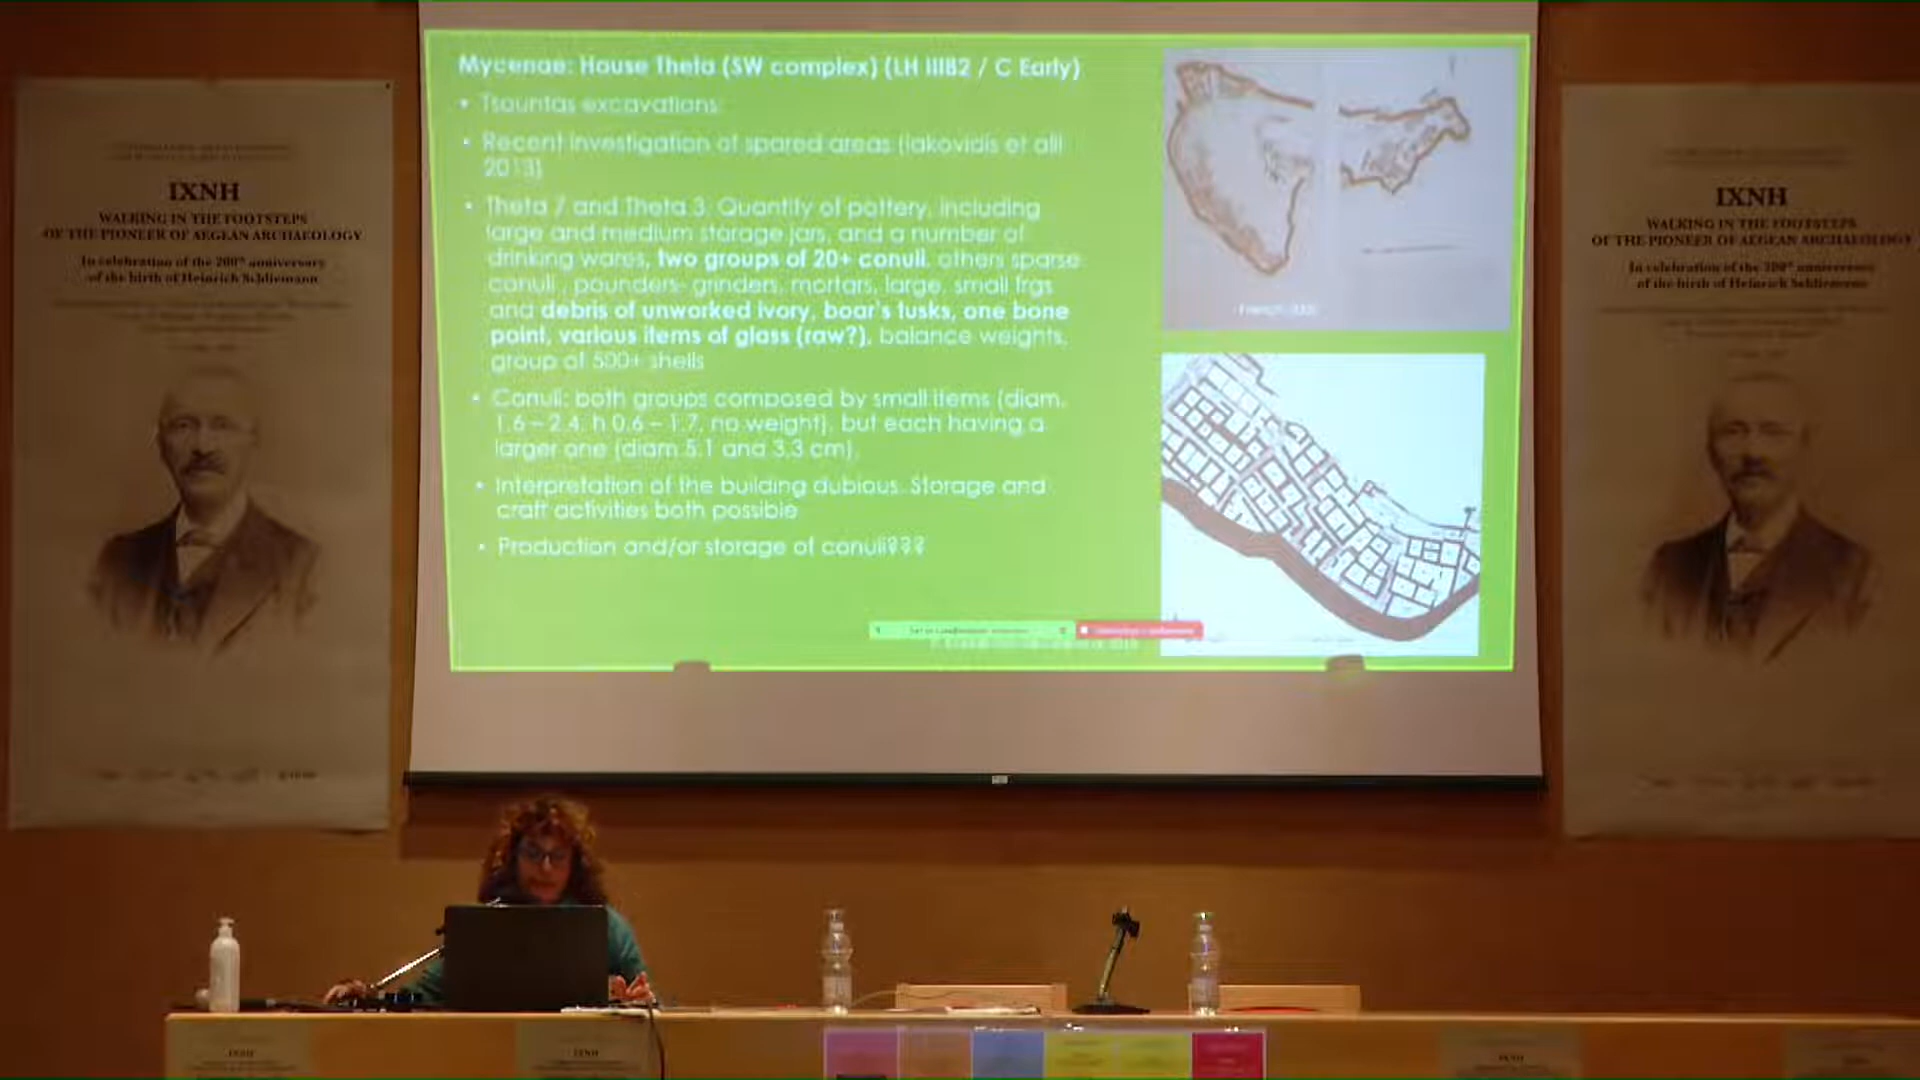 Mycenae: House Theta (SW complex) (LH IIIB2 / C Early)
• Tsountas excavations
• Recent investigation of spared areas (Iakovidis et alii
2013)
• Theta 7 and Theta 3. Quantity of pottery, including
large and medium storage jars, and a number of
drinking wares, two groups of 20+ conuli, others sparse
conuli, pounders- grinders, mortars, large, small frgs
and debris of unworked ivory, boar's tusks, one bone
point, various items of glass (raw?), balance weights,
group of 500+ shells
• Conuli: both groups composed by small items (diam.
1.6 – 2.4, h 0.6 – 1.7, no weight), but each having a
larger one (diam 5.1 and 3.3 cm).
• Interpretation of the building dubious. Storage and
craft activities both possible
• Production and/or storage of conuli???
French
IXNH
WALKING IN THE FOOTSTEPS
OF THE PIONEER OF AEGEAN ARCHAEOLOGY
In celebration of the 200th anniversary
of the birth of Heinrich Schliemann
IXNH
WALKING IN THE FOOTSTEPS
OF THE PIONEER OF AEGEAN ARCHAEOLOGY
In celebration of the 200th anniversary
of the birth of Heinrich Schliemann
IXNH
IXNH
IXNH